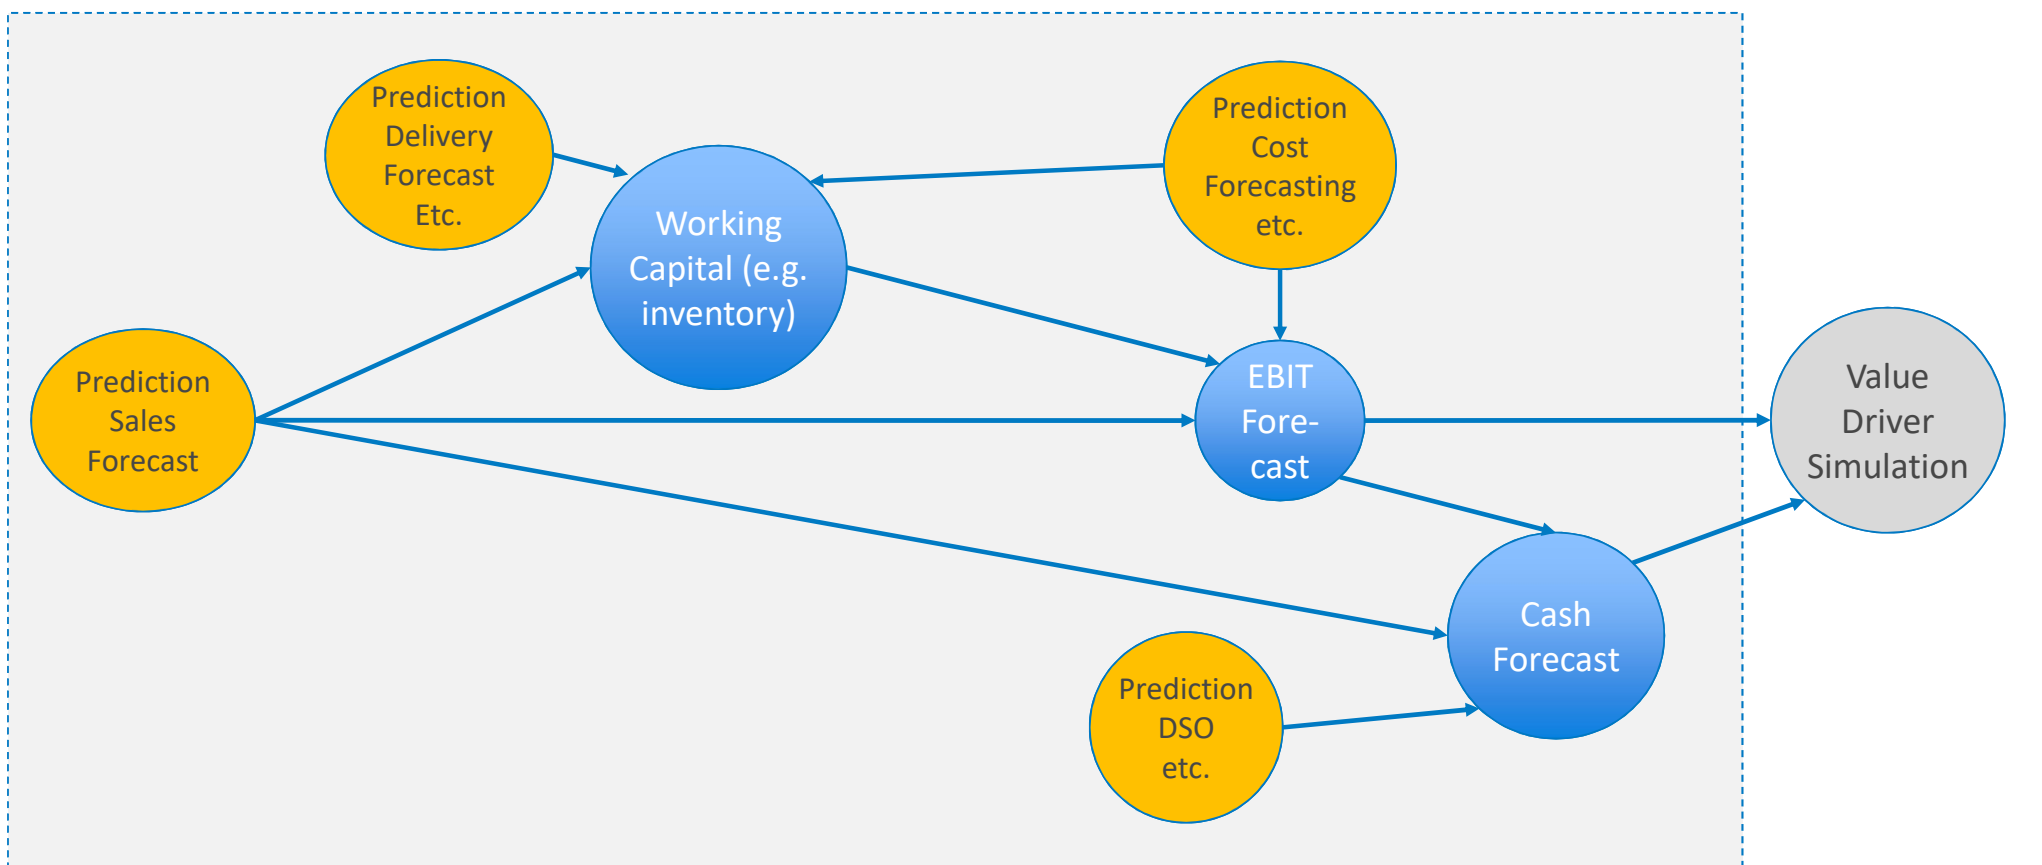 Prediction
Delivery
Forecast
Etc.
Prediction
Cost
Forecasting
etc.
Working
Capital (e.g.
inventory)
Prediction
Sales
Forecast
EBIT
Fore-
cast
Value
Driver
Simulation
Cash
Forecast
Prediction
DSO
etc.